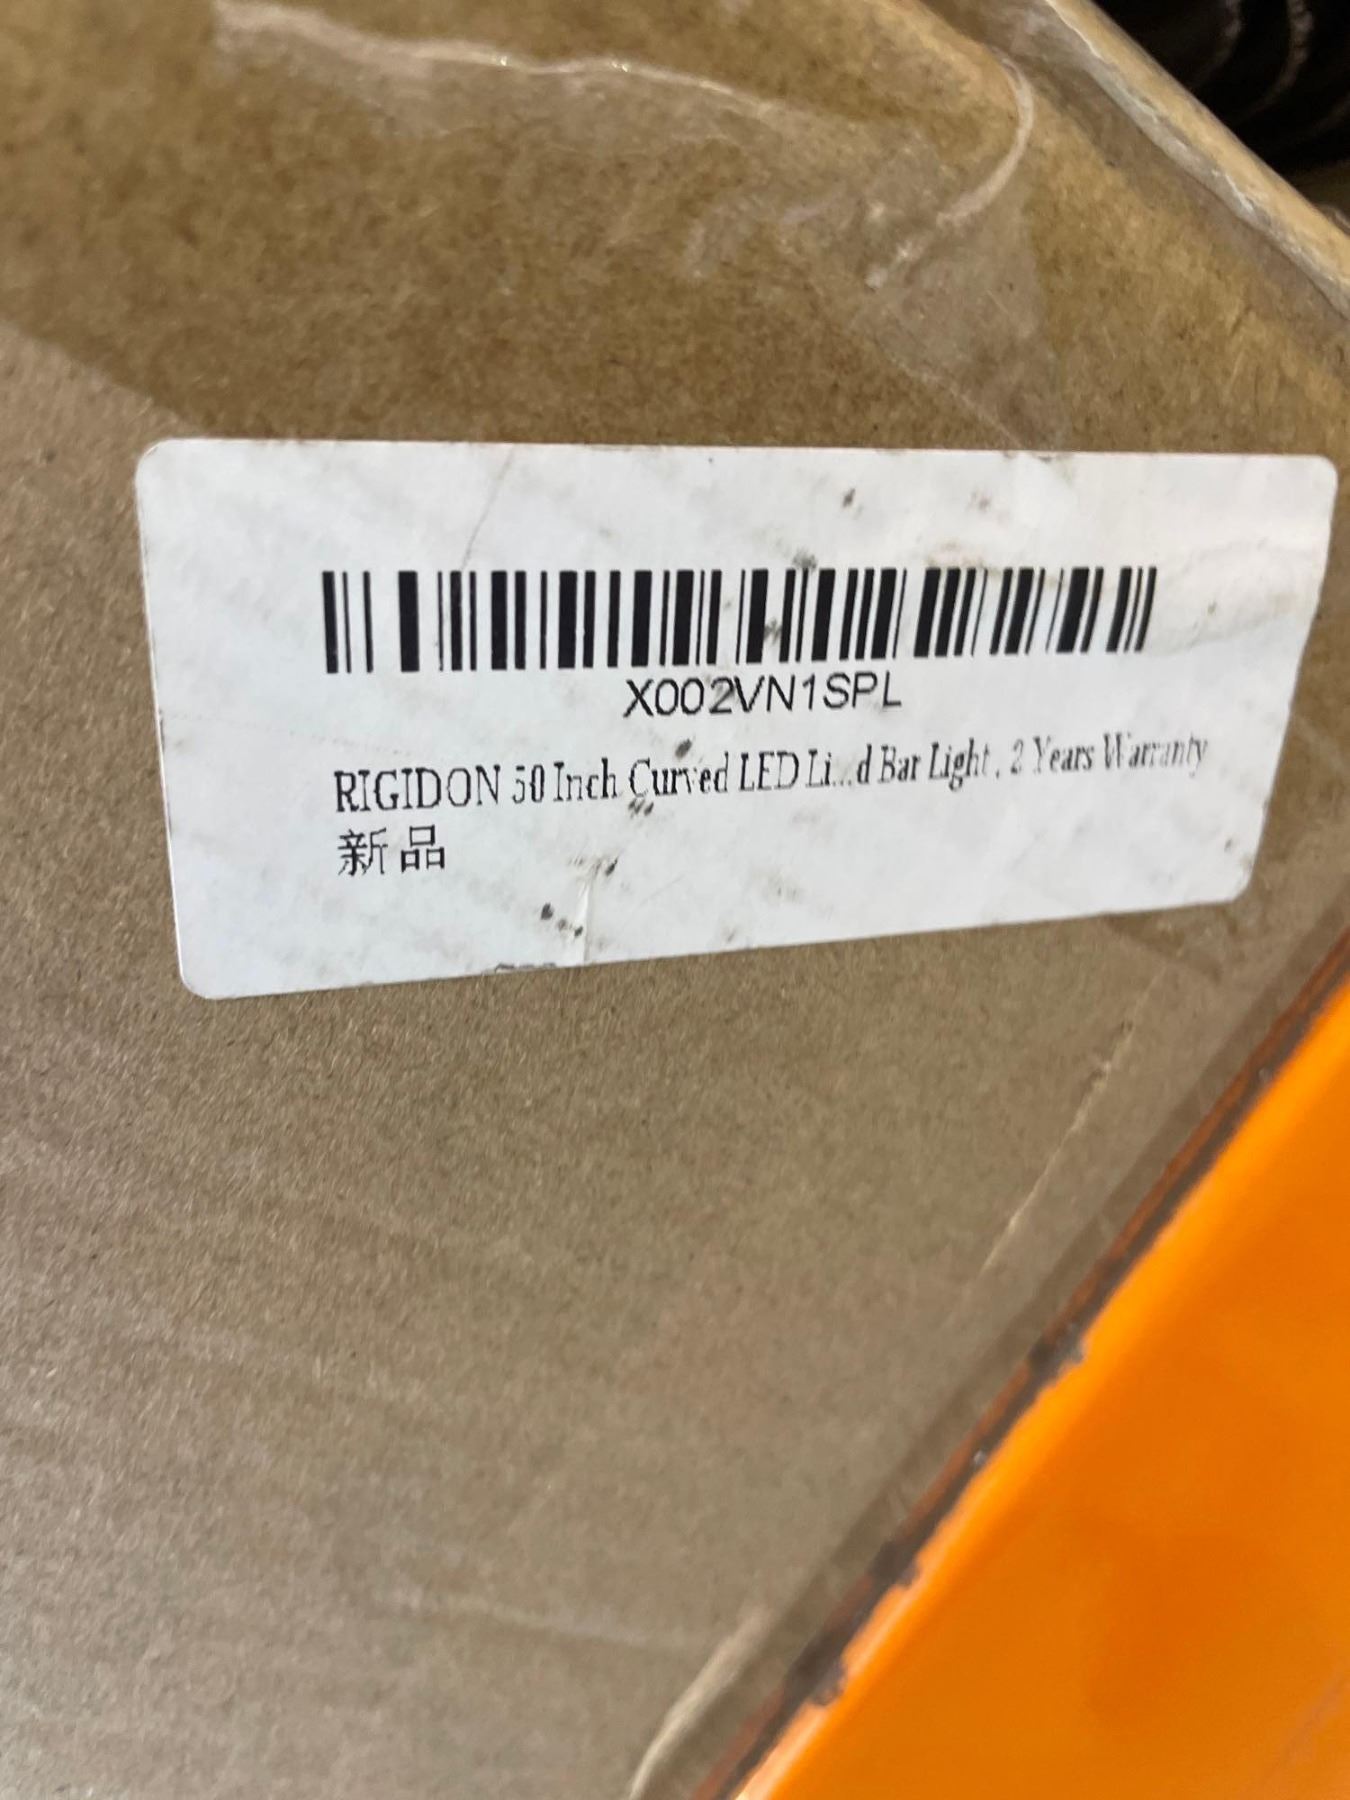 X002VN1SPL
RIGIDON 50 Inch Curved LED Li...d Bar Light , 2 Years Warranty
新品